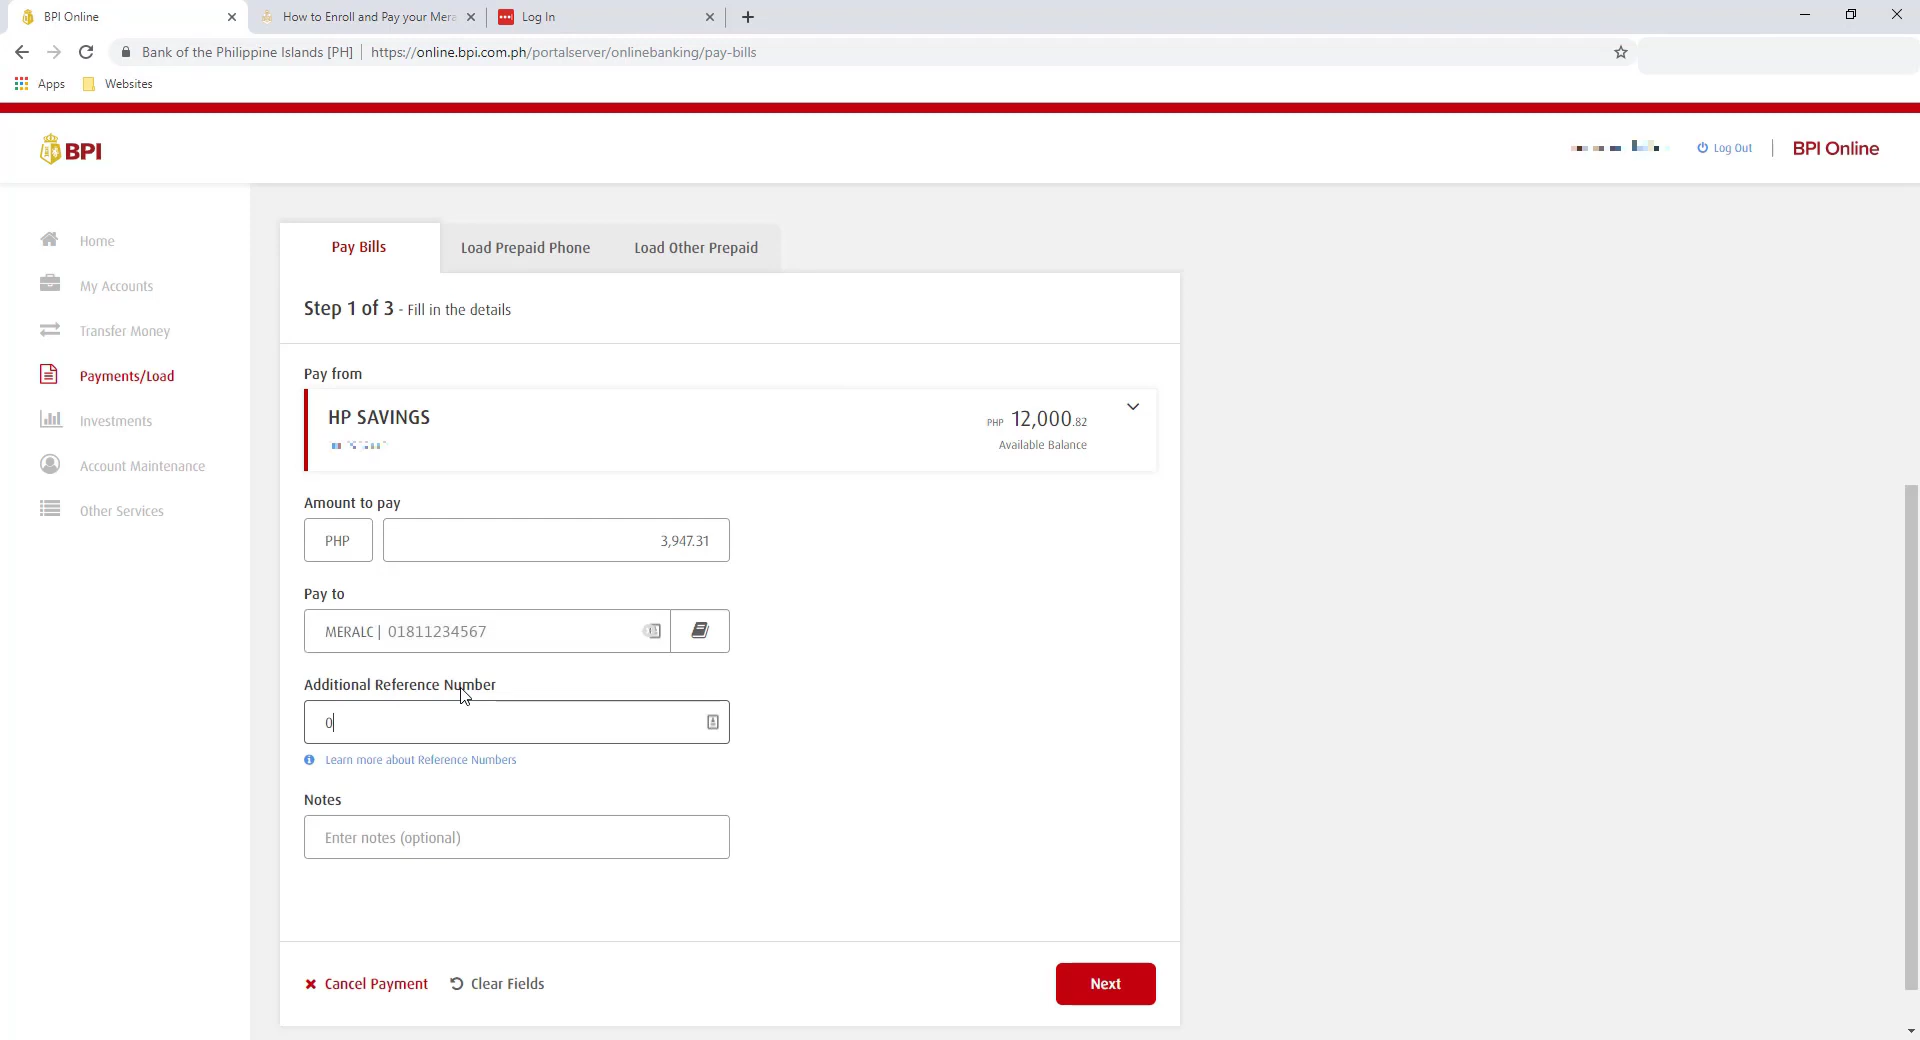 BPI Online
How to Enroll and Pay your Mera
Log In
Bank of the Philippine Islands [PH] | https://online.bpi.com.ph/portalserver/onlinebanking/pay-bills
Apps
Websites
BPI
Log Out
BPI Online
Home
My Accounts
Transfer Money
Payments/Load
Investments
Account Maintenance
Other Services
Pay Bills
Load Prepaid Phone
Load Other Prepaid
Step 1 of 3 - Fill in the details
Pay from
HP SAVINGS
PHP 12,000.82
Available Balance
Amount to pay
PHP
3,947.31
Pay to
MERALC | 01811234567
Additional Reference Number
0
Learn more about Reference Numbers
Notes
Enter notes (optional)
Cancel Payment
Clear Fields
Next